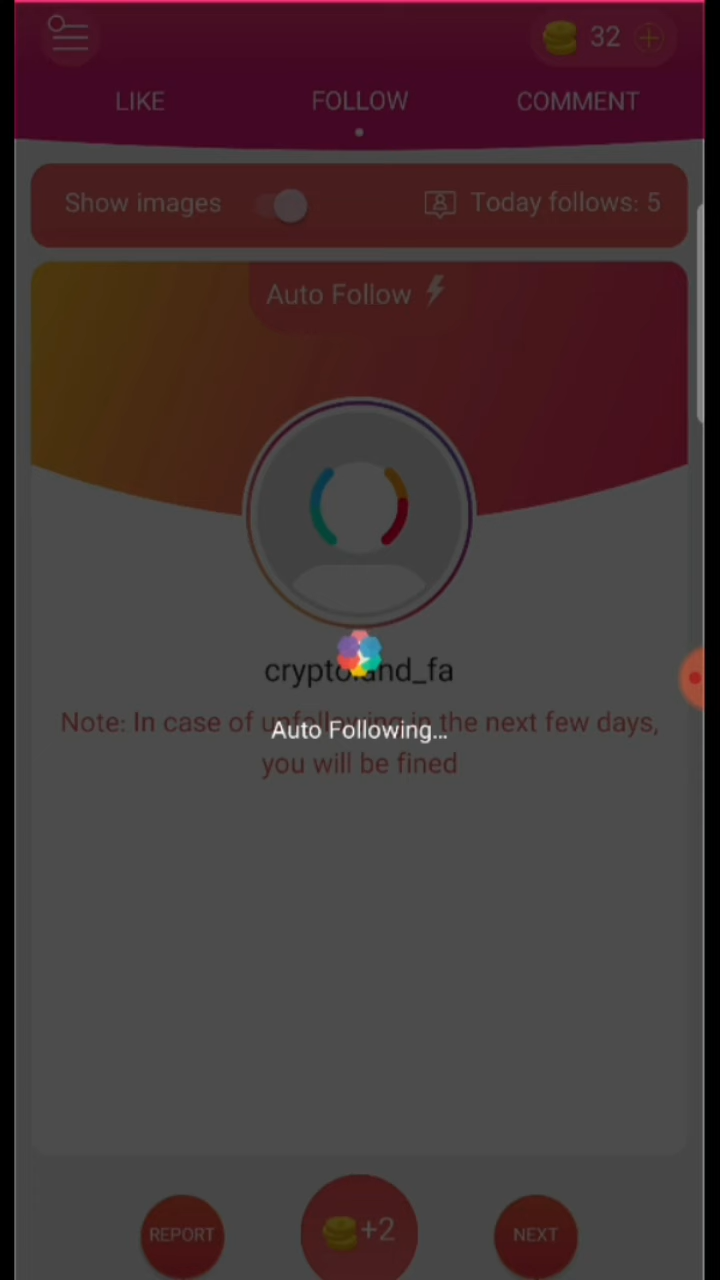 32
LIKE
FOLLOW
COMMENT
Show images
Today follows: 5
Auto Follow
Note: In case of unfollowing in the next few days,
Auto Following...
you will be fined
REPORT
+2
NEXT